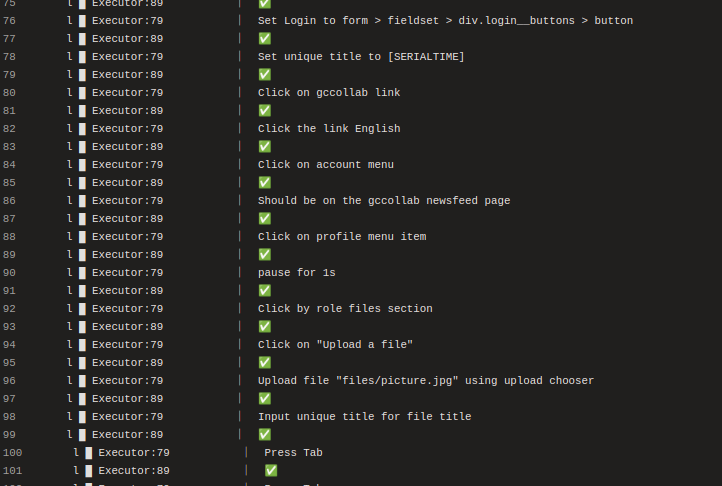 75 l █ Executor:89 | ✅
76 l █ Executor:79 | Set Login to form > fieldset > div.login__buttons > button
77 l █ Executor:89 | ✅
78 l █ Executor:79 | Set unique title to [SERIALTIME]
79 l █ Executor:89 | ✅
80 l █ Executor:79 | Click on gccollab link
81 l █ Executor:89 | ✅
82 l █ Executor:79 | Click the link English
83 l █ Executor:89 | ✅
84 l █ Executor:79 | Click on account menu
85 l █ Executor:89 | ✅
86 l █ Executor:79 | Should be on the gccollab newsfeed page
87 l █ Executor:89 | ✅
88 l █ Executor:79 | Click on profile menu item
89 l █ Executor:89 | ✅
90 l █ Executor:79 | pause for 1s
91 l █ Executor:89 | ✅
92 l █ Executor:79 | Click by role files section
93 l █ Executor:89 | ✅
94 l █ Executor:79 | Click on "Upload a file"
95 l █ Executor:89 | ✅
96 l █ Executor:79 | Upload file "files/picture.jpg" using upload chooser
97 l █ Executor:89 | ✅
98 l █ Executor:79 | Input unique title for file title
99 l █ Executor:89 | ✅
100 l █ Executor:79 | Press Tab
101 l █ Executor:89 | ✅